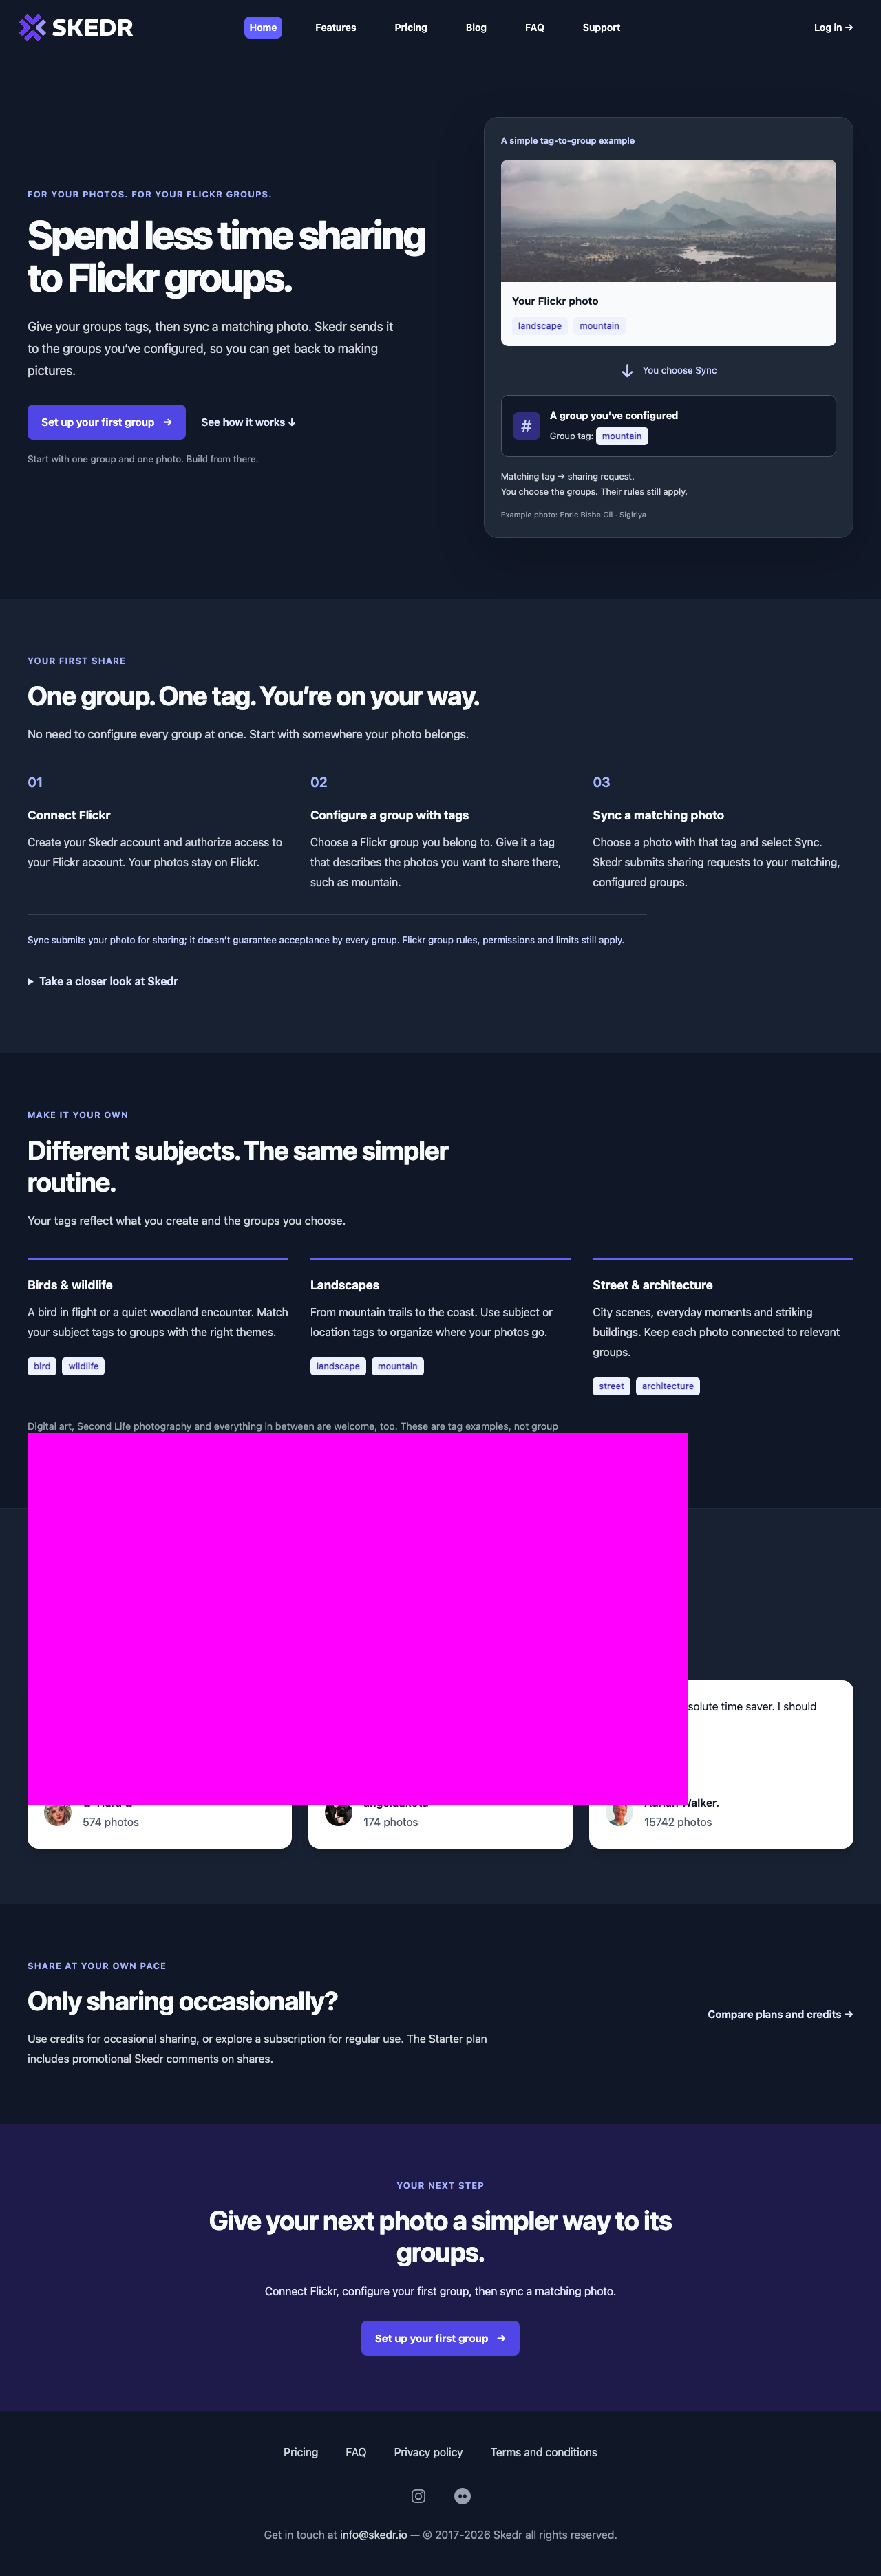 SKEDR
Home
Features
Pricing
Blog
FAQ
Support
Log in →
FOR YOUR PHOTOS. FOR YOUR FLICKR GROUPS.
Spend less time sharing
to Flickr groups.
Give your groups tags, then sync a matching photo. Skedr sends it
to the groups you’ve configured, so you can get back to making
pictures.
Set up your first group →
See how it works ↓
Start with one group and one photo. Build from there.
A simple tag-to-group example
Your Flickr photo
landscape
mountain
↓ You choose Sync
#
A group you’ve configured
Group tag: mountain
Matching tag → sharing request.
You choose the groups. Their rules still apply.
Example photo: Enric Bisbe Gil · Sigiriya
YOUR FIRST SHARE
One group. One tag. You’re on your way.
No need to configure every group at once. Start with somewhere your photo belongs.
01
Connect Flickr
Create your Skedr account and authorize access to
your Flickr account. Your photos stay on Flickr.
02
Configure a group with tags
Choose a Flickr group you belong to. Give it a tag
that describes the photos you want to share there,
such as mountain.
03
Sync a matching photo
Choose a photo with that tag and select Sync.
Skedr submits sharing requests to your matching,
configured groups.
Sync submits your photo for sharing; it doesn’t guarantee acceptance by every group. Flickr group rules, permissions and limits still apply.
Take a closer look at Skedr
MAKE IT YOUR OWN
Different subjects. The same simpler
routine.
Your tags reflect what you create and the groups you choose.
Birds & wildlife
A bird in flight or a quiet woodland encounter. Match
your subject tags to groups with the right themes.
bird
wildlife
Landscapes
From mountain trails to the coast. Use subject or
location tags to organize where your photos go.
landscape
mountain
Street & architecture
City scenes, everyday moments and striking
buildings. Keep each photo connected to relevant
groups.
street
architecture
Digital art, Second Life photography and everything in between are welcome, too. These are tag examples, not group
time saver. I should
574 photos
174 photos
Walker.
15742 photos
SHARE AT YOUR OWN PACE
Only sharing occasionally?
Use credits for occasional sharing, or explore a subscription for regular use. The Starter plan
includes promotional Skedr comments on shares.
Compare plans and credits →
YOUR NEXT STEP
Give your next photo a simpler way to its
groups.
Connect Flickr, configure your first group, then sync a matching photo.
Set up your first group →
Pricing
FAQ
Privacy policy
Terms and conditions
Get in touch at info@skedr.io — © 2017-2026 Skedr all rights reserved.